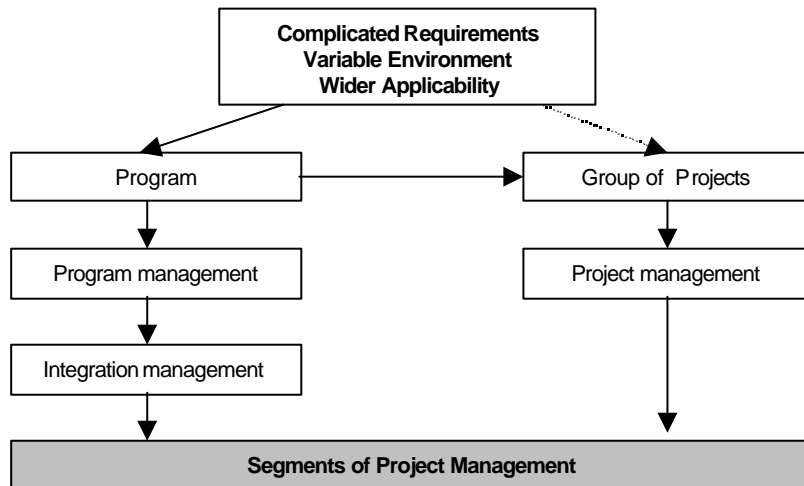 Complicated Requirements
Variable Environment
Wider Applicability
Program
Group of Projects
Program management
Project management
Integration management
Segments of Project Management